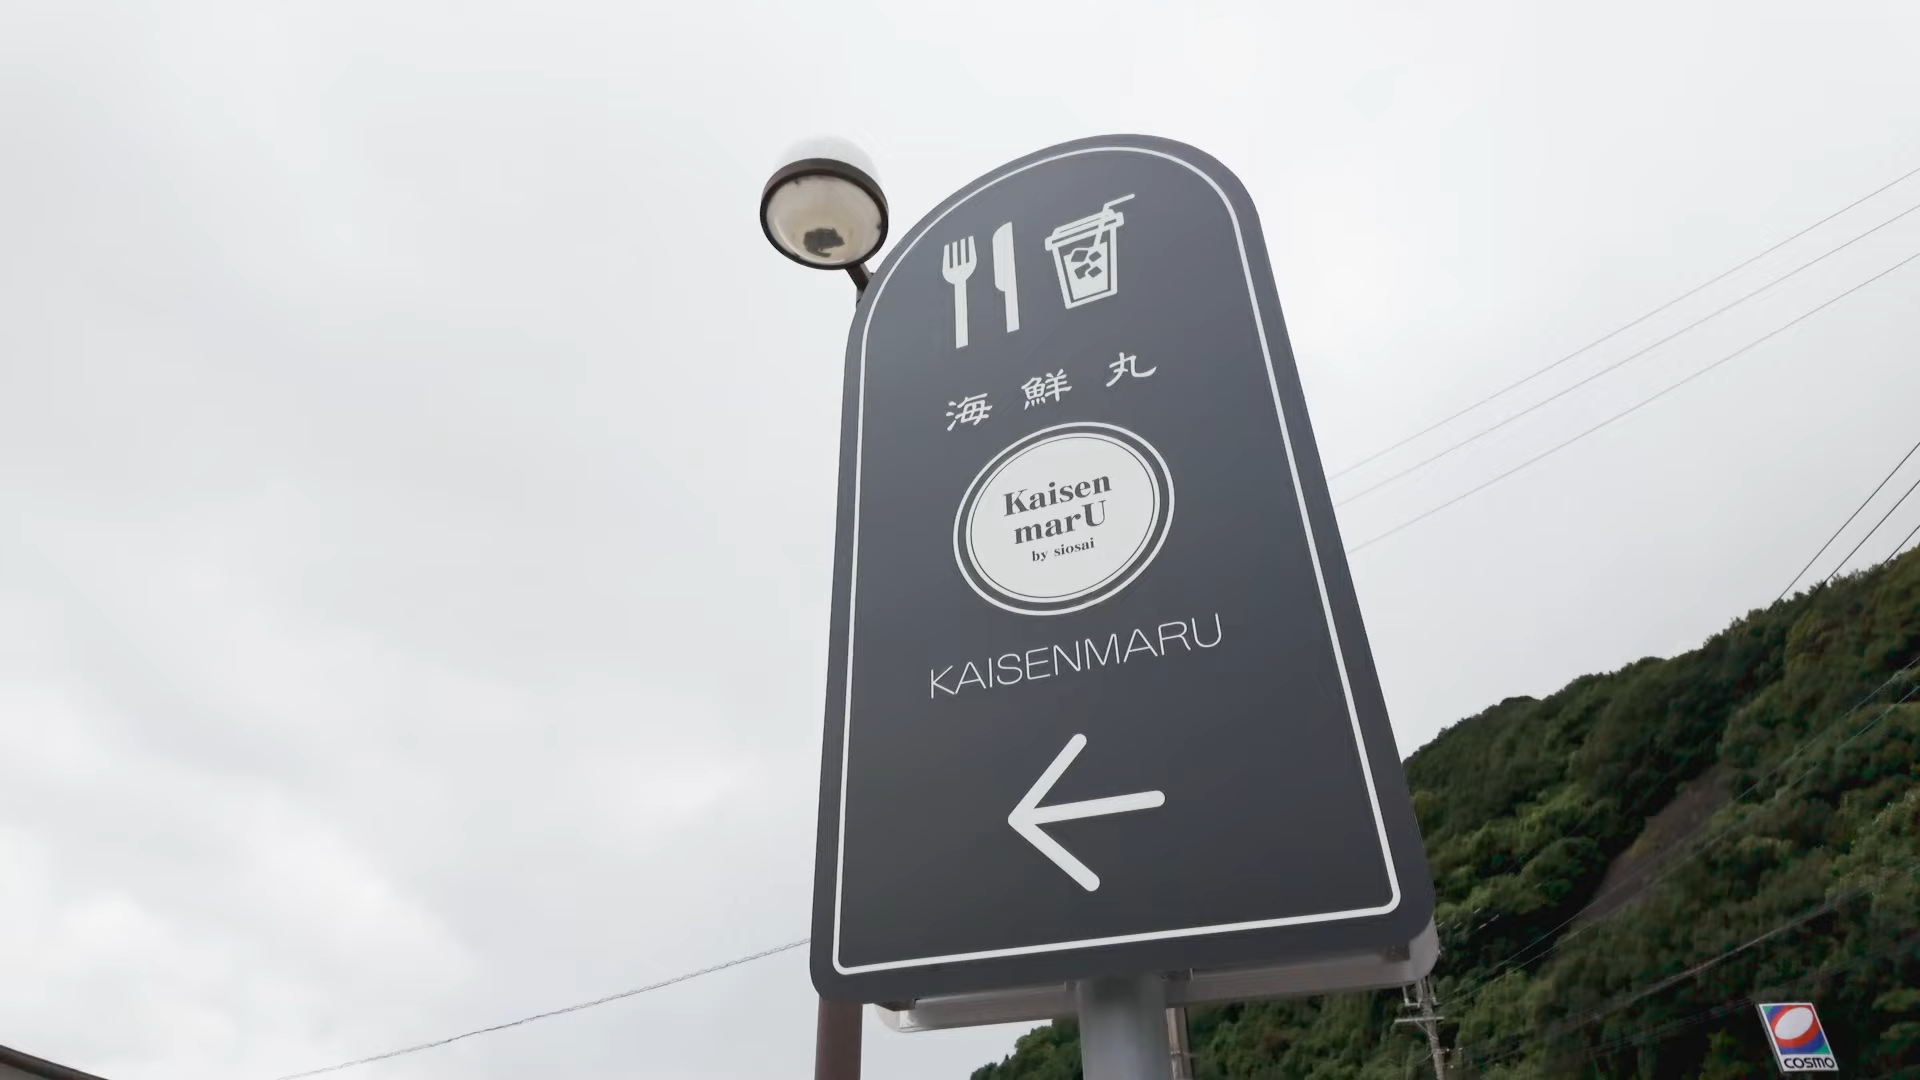 海鮮丸
Kaisen
marU
by siosai
KAISENMARU
COSMO